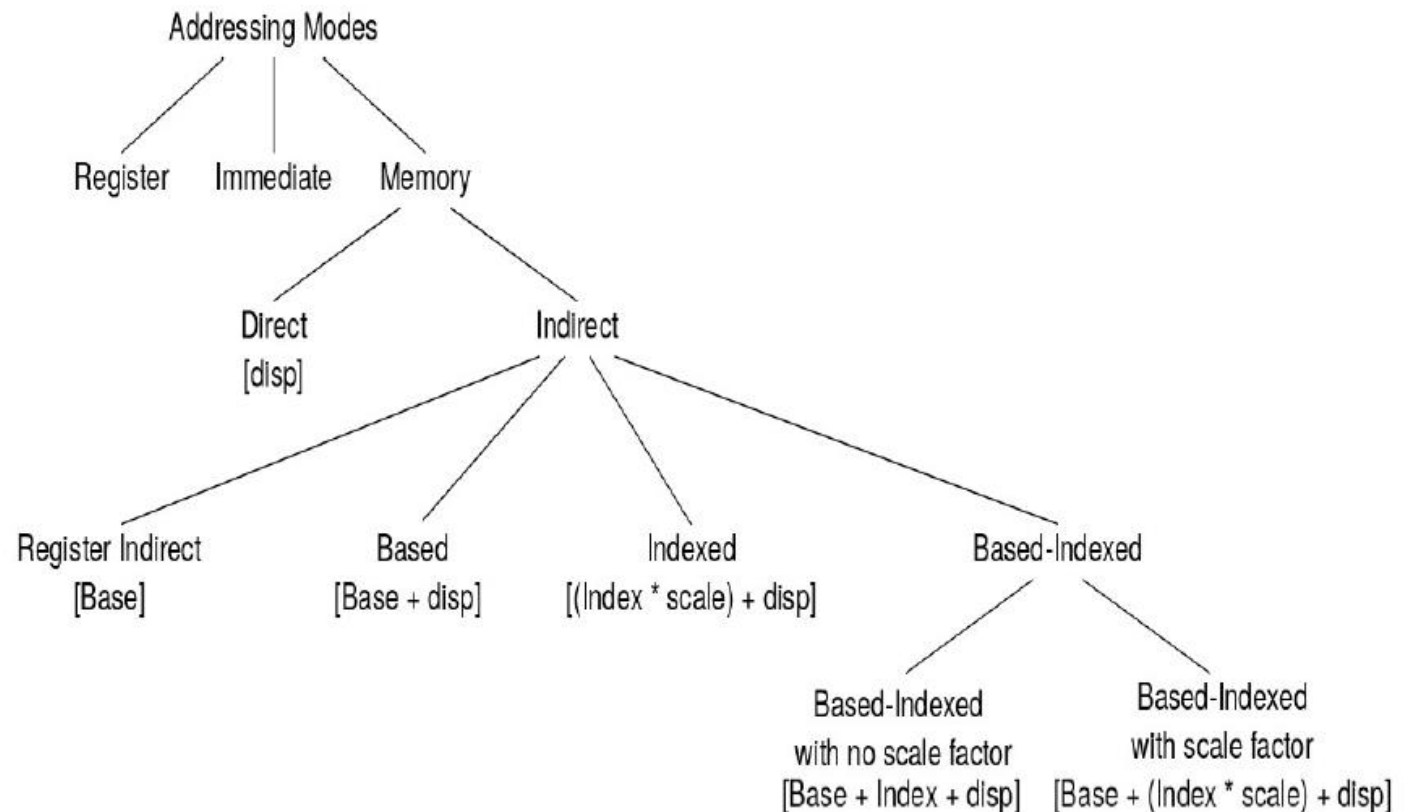 Addressing Modes
Register Immediate Memory
Direct Indirect
[disp]
Register Indirect Based Indexed Based-Indexed
[Base] [Base + disp] [(Index * scale) + disp]
Based-Indexed Based-Indexed
with no scale factor with scale factor
[Base + Index + disp] [Base + (Index * scale) + disp]